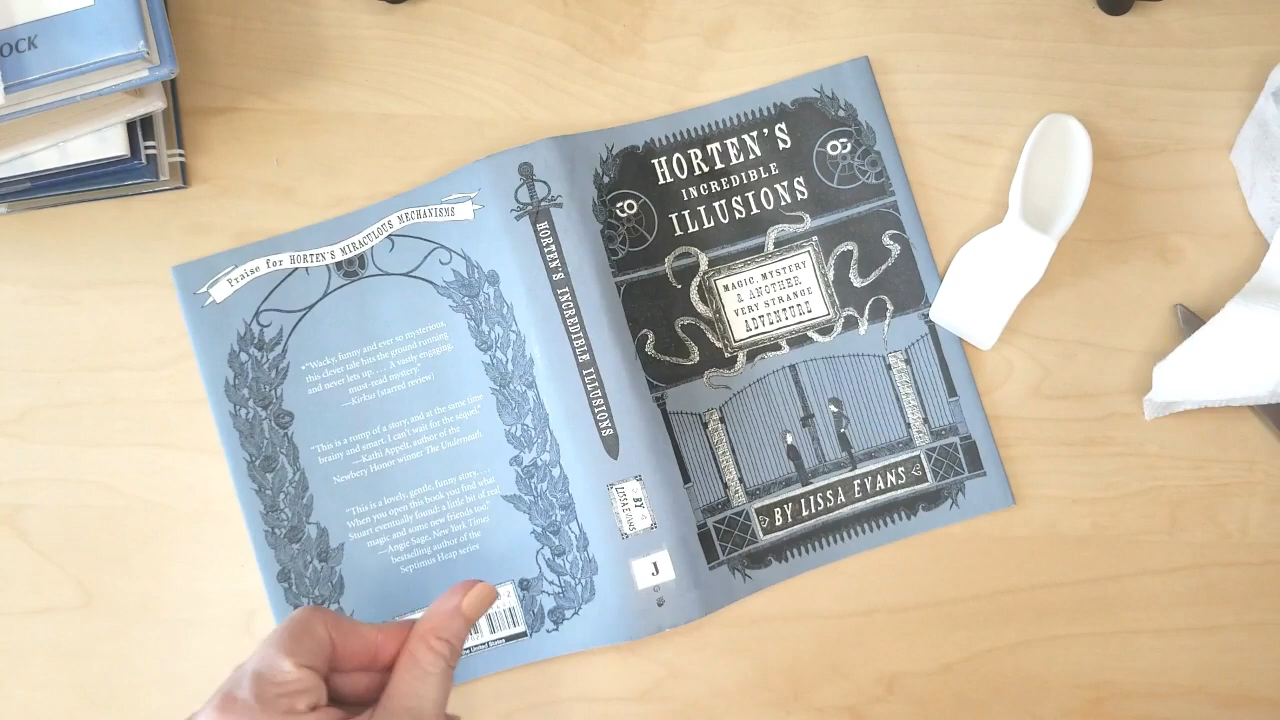 OCK
Praise for HORTEN'S MIRACULOUS MECHANISMS
*"Wacky, funny and ever so mysterious,
this clever tale hits the ground running
and never lets up. . . . A vastly engaging,
must-read mystery."
—Kirkus (starred review)
"This is a romp of a story, and at the same time
brainy and smart. I can't wait for the sequel."
—Kathi Appelt, author of the
Newbery Honor winner The Underneath
"This is a lovely, gentle, funny story. . . .
When you open this book you find what
Stuart eventually found: a little bit of real
magic and some new friends too."
—Angie Sage, New York Times
bestselling author of the
Septimus Heap series
the United States
HORTEN'S INCREDIBLE ILLUSIONS
BY
LISSA EVANS
J
HORTEN'S
INCREDIBLE
ILLUSIONS
MAGIC, MYSTERY
& ANOTHER
VERY STRANGE
ADVENTURE
BY LISSA EVANS